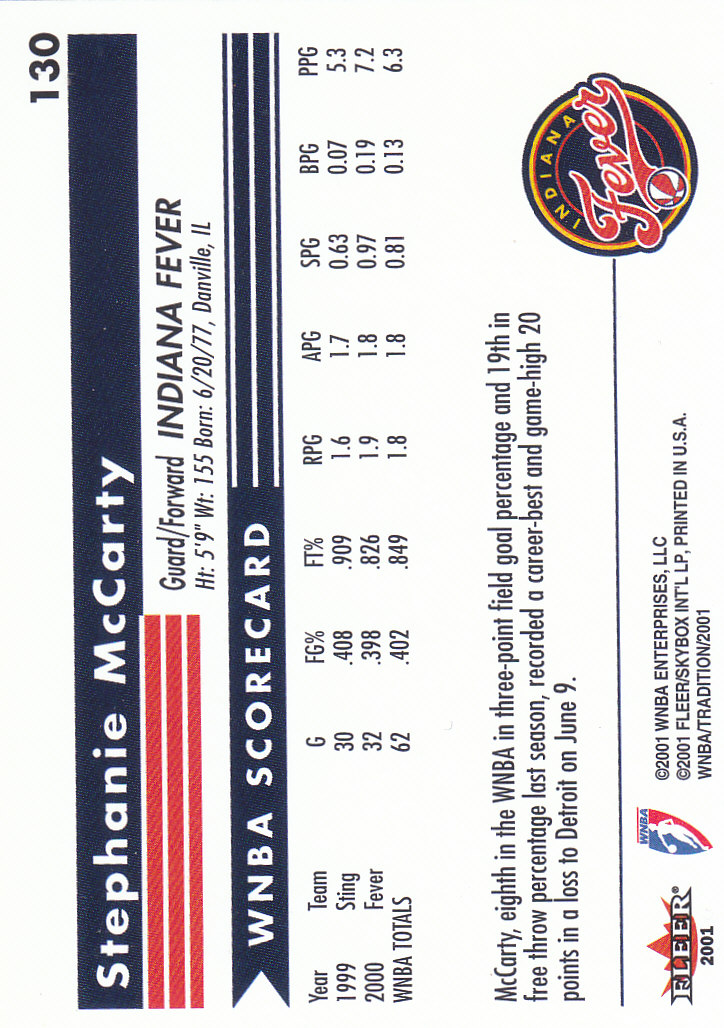 130
Stephanie McCarty
Guard/Forward INDIANA FEVER
Ht: 5'9" Wt: 155 Born: 6/20/77, Danville, IL
WNBA SCORECARD
Year Team G FG% FT% RPG APG SPG BPG PPG
1999 Sting 30 .408 .909 1.6 1.7 0.63 0.07 5.3
2000 Fever 32 .398 .826 1.9 1.8 0.97 0.19 7.2
WNBA TOTALS 62 .402 .849 1.8 1.8 0.81 0.13 6.3
McCarty, eighth in the WNBA in three-point field goal percentage and 19th in
free throw percentage last season, recorded a career-best and game-high 20
points in a loss to Detroit on June 9.
INDIANA
Fever
FLEER®
2001
WNBA
©2001 WNBA ENTERPRISES, LLC
©2001 FLEER/SKYBOX INT'L LP, PRINTED IN U.S.A.
WNBA/TRADITION/2001